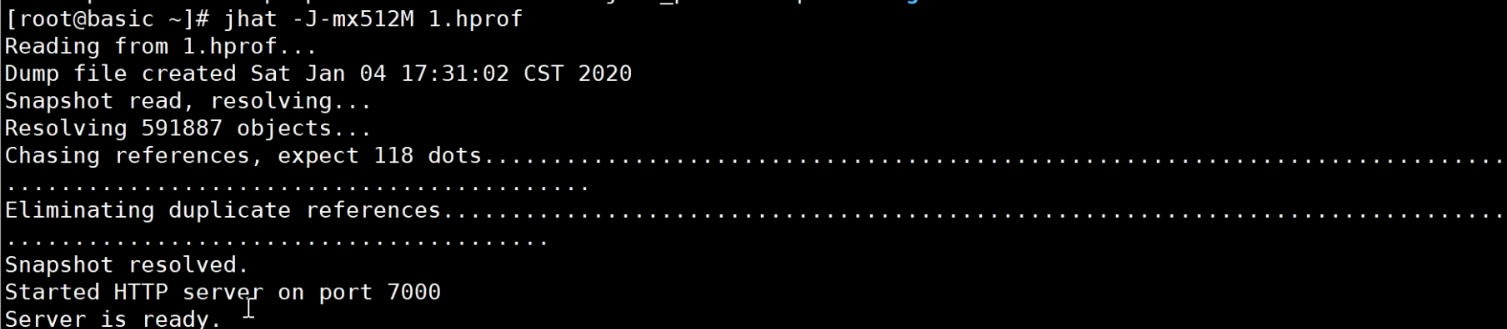 [root@basic ~]# jhat -J-mx512M 1.hprof
Reading from 1.hprof...
Dump file created Sat Jan 04 17:31:02 CST 2020
Snapshot read, resolving...
Resolving 591887 objects...
Chasing references, expect 118 dots...........................................................................
...........................................
Eliminating duplicate references..............................................................................
........................................
Snapshot resolved.
Started HTTP server on port 7000
Server is ready.